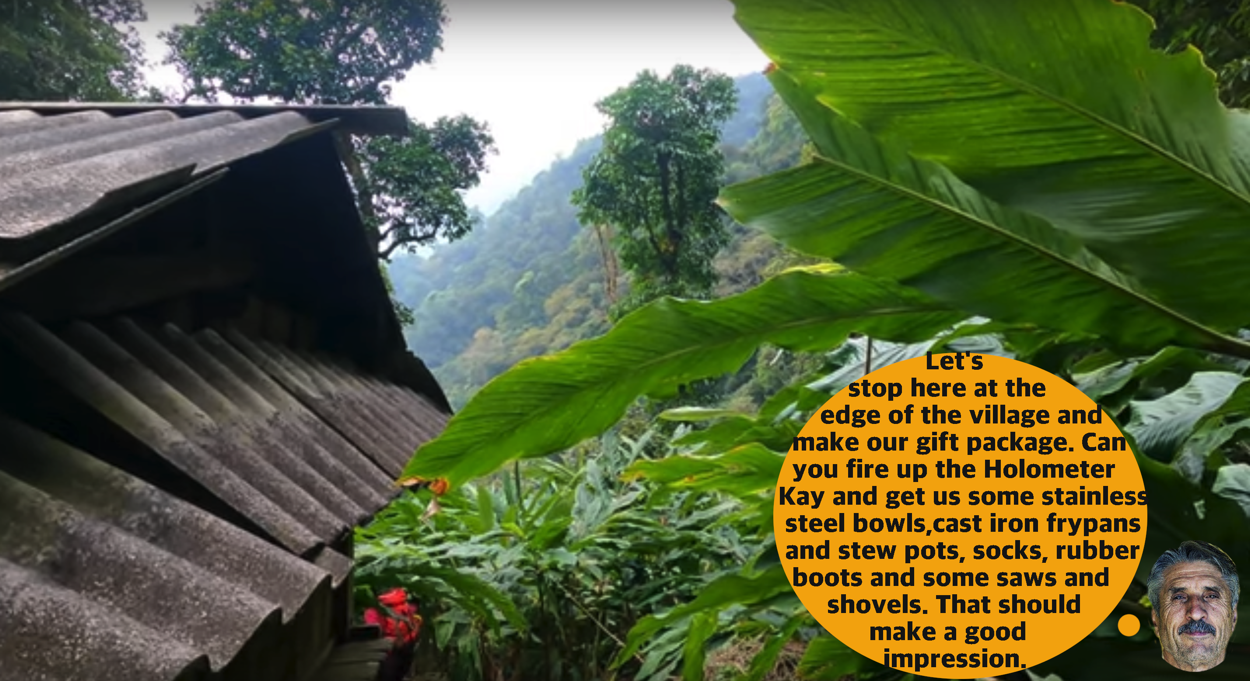 Let's
stop here at the
edge of the village and
make our gift package. Can
you fire up the Holometer
Kay and get us some stainless
steel bowls,cast iron frypans
and stew pots, socks, rubber
boots and some saws and
shovels. That should
make a good
impression.